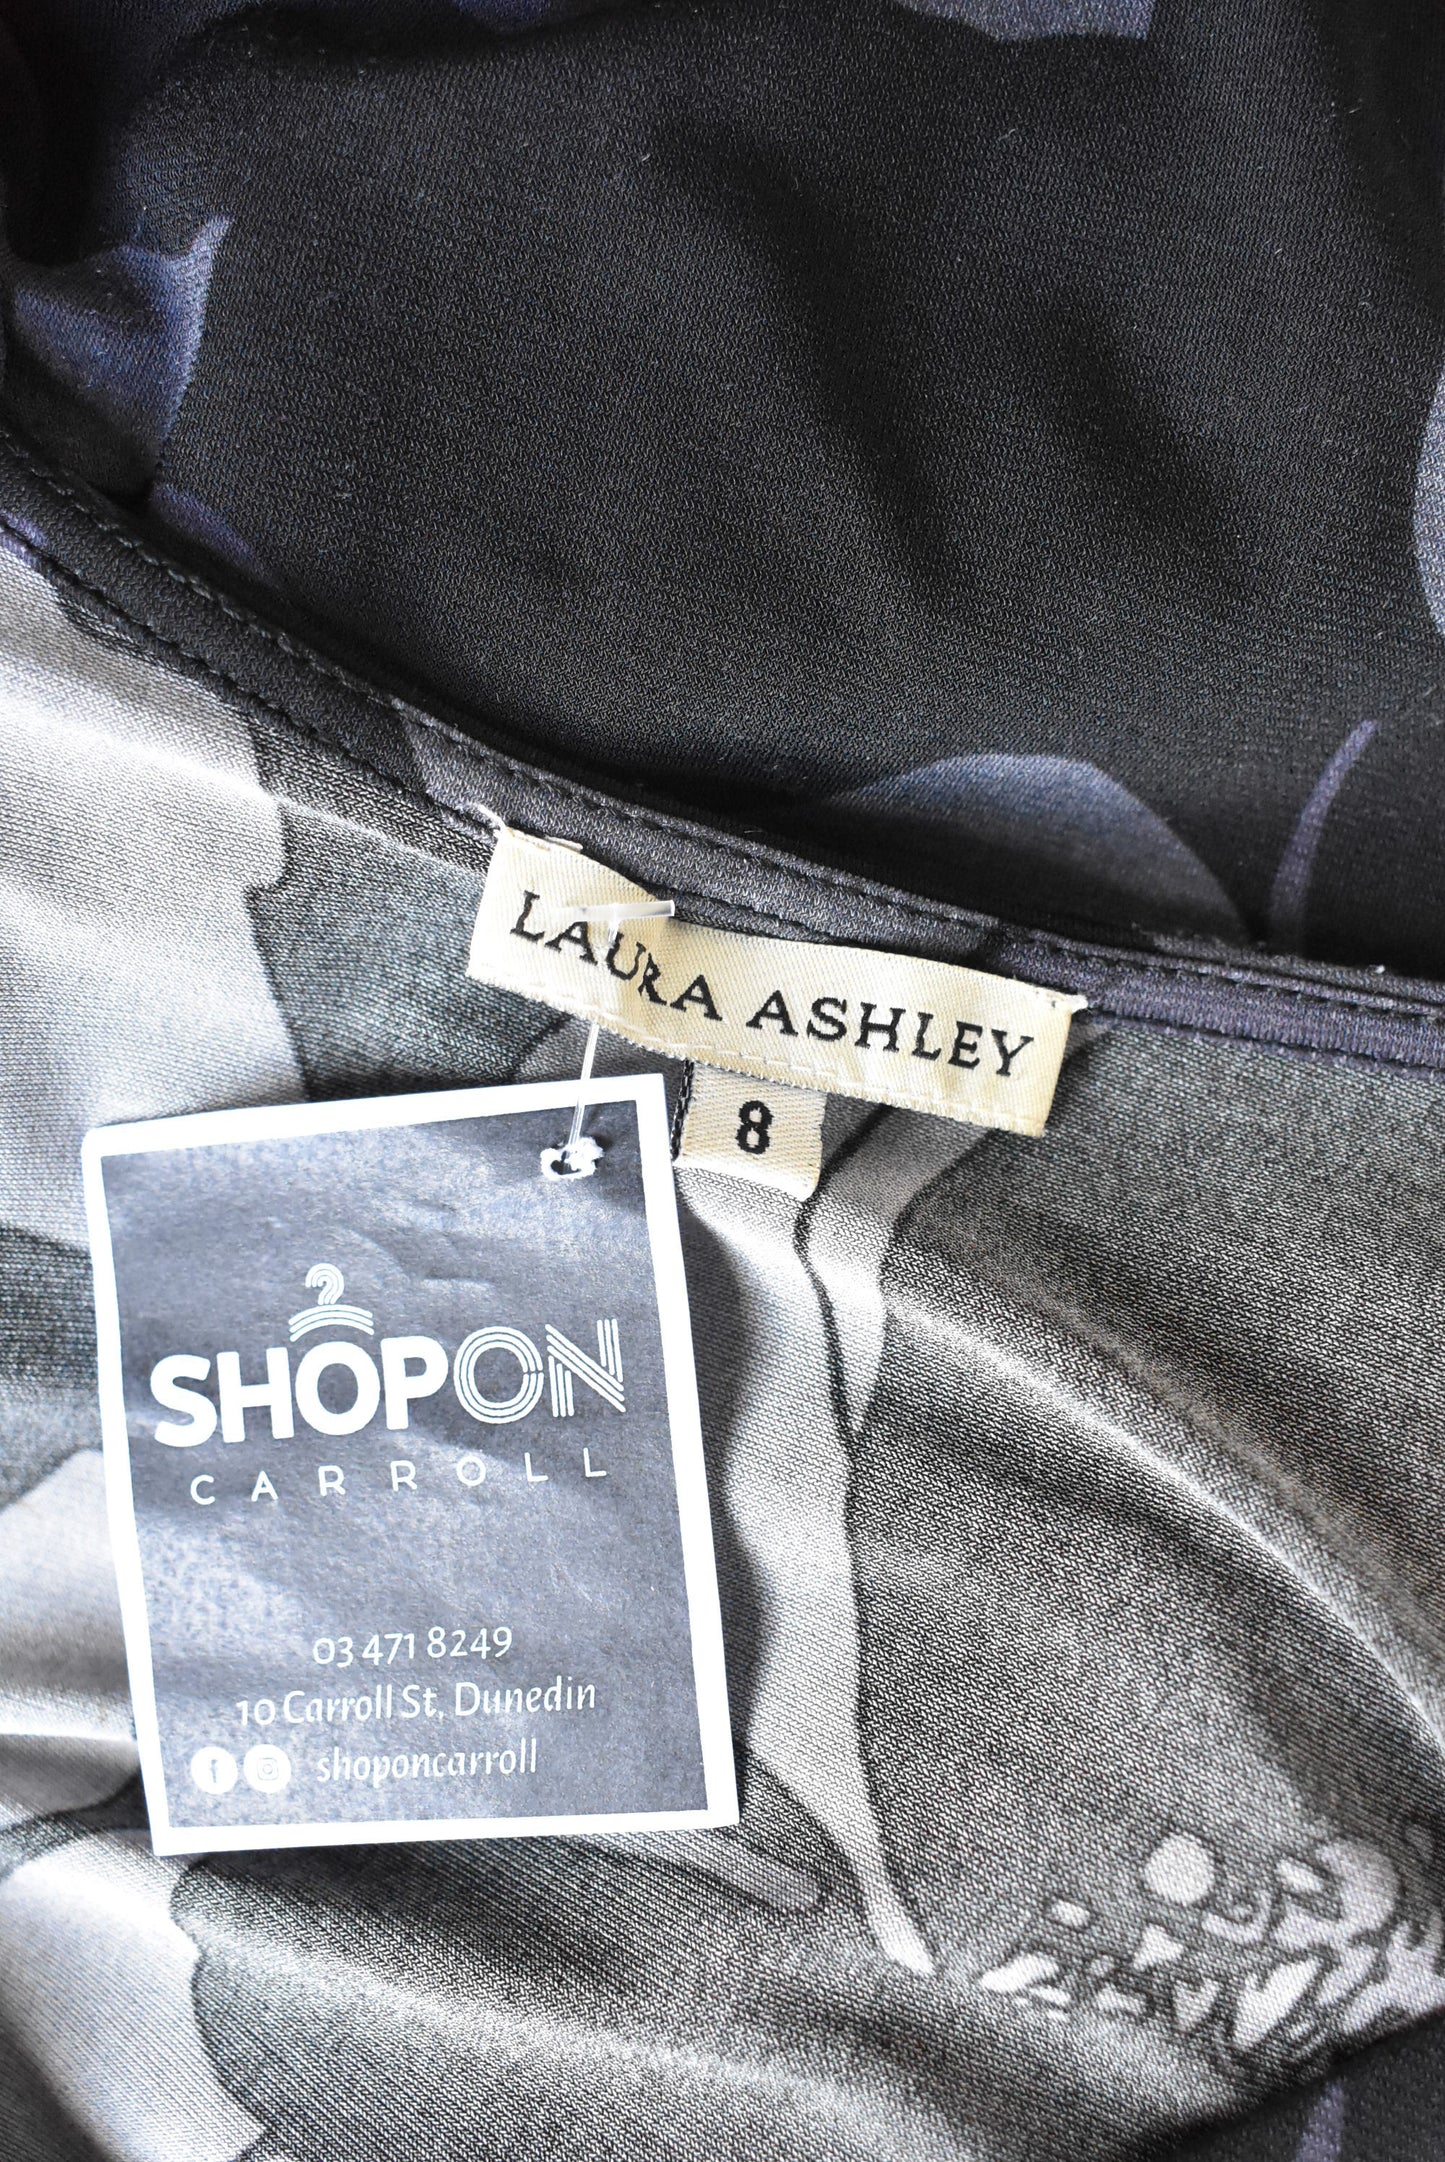 LAURA ASHLEY
8
SHOPON
CARROLL
03 471 8249
10 Carroll St, Dunedin
shoponcarroll